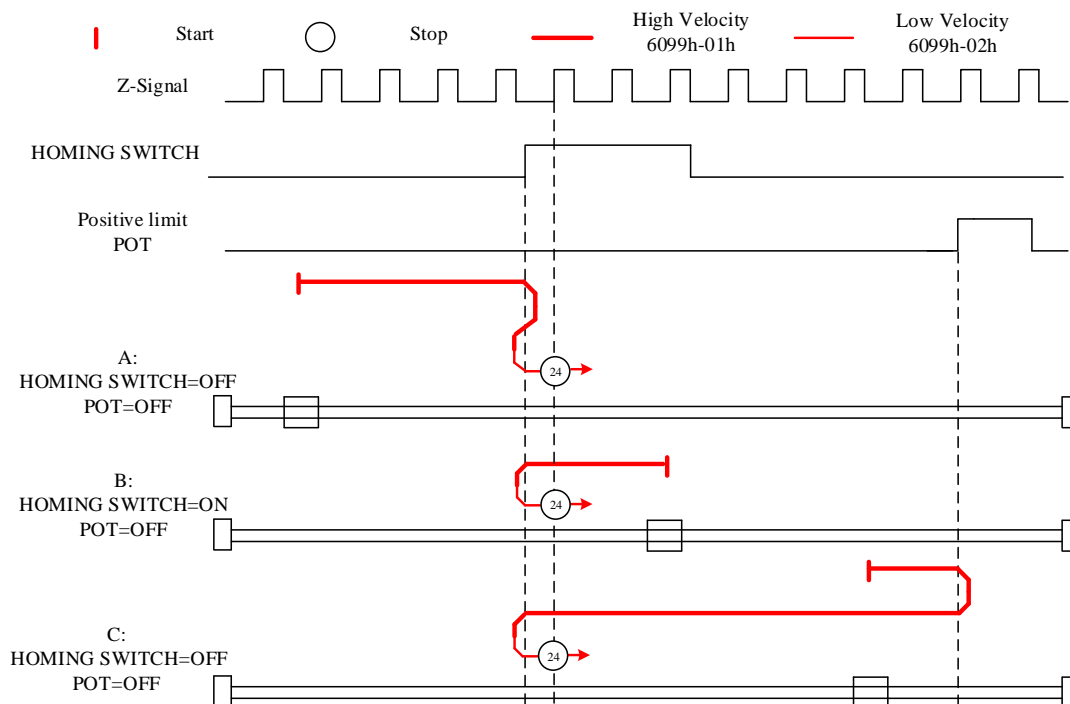 Start
Stop
High Velocity
6099h-01h
Low Velocity
6099h-02h
Z-Signal
HOMING SWITCH
Positive limit
POT
A:
HOMING SWITCH=OFF
POT=OFF
24
B:
HOMING SWITCH=ON
POT=OFF
24
C:
HOMING SWITCH=OFF
POT=OFF
24